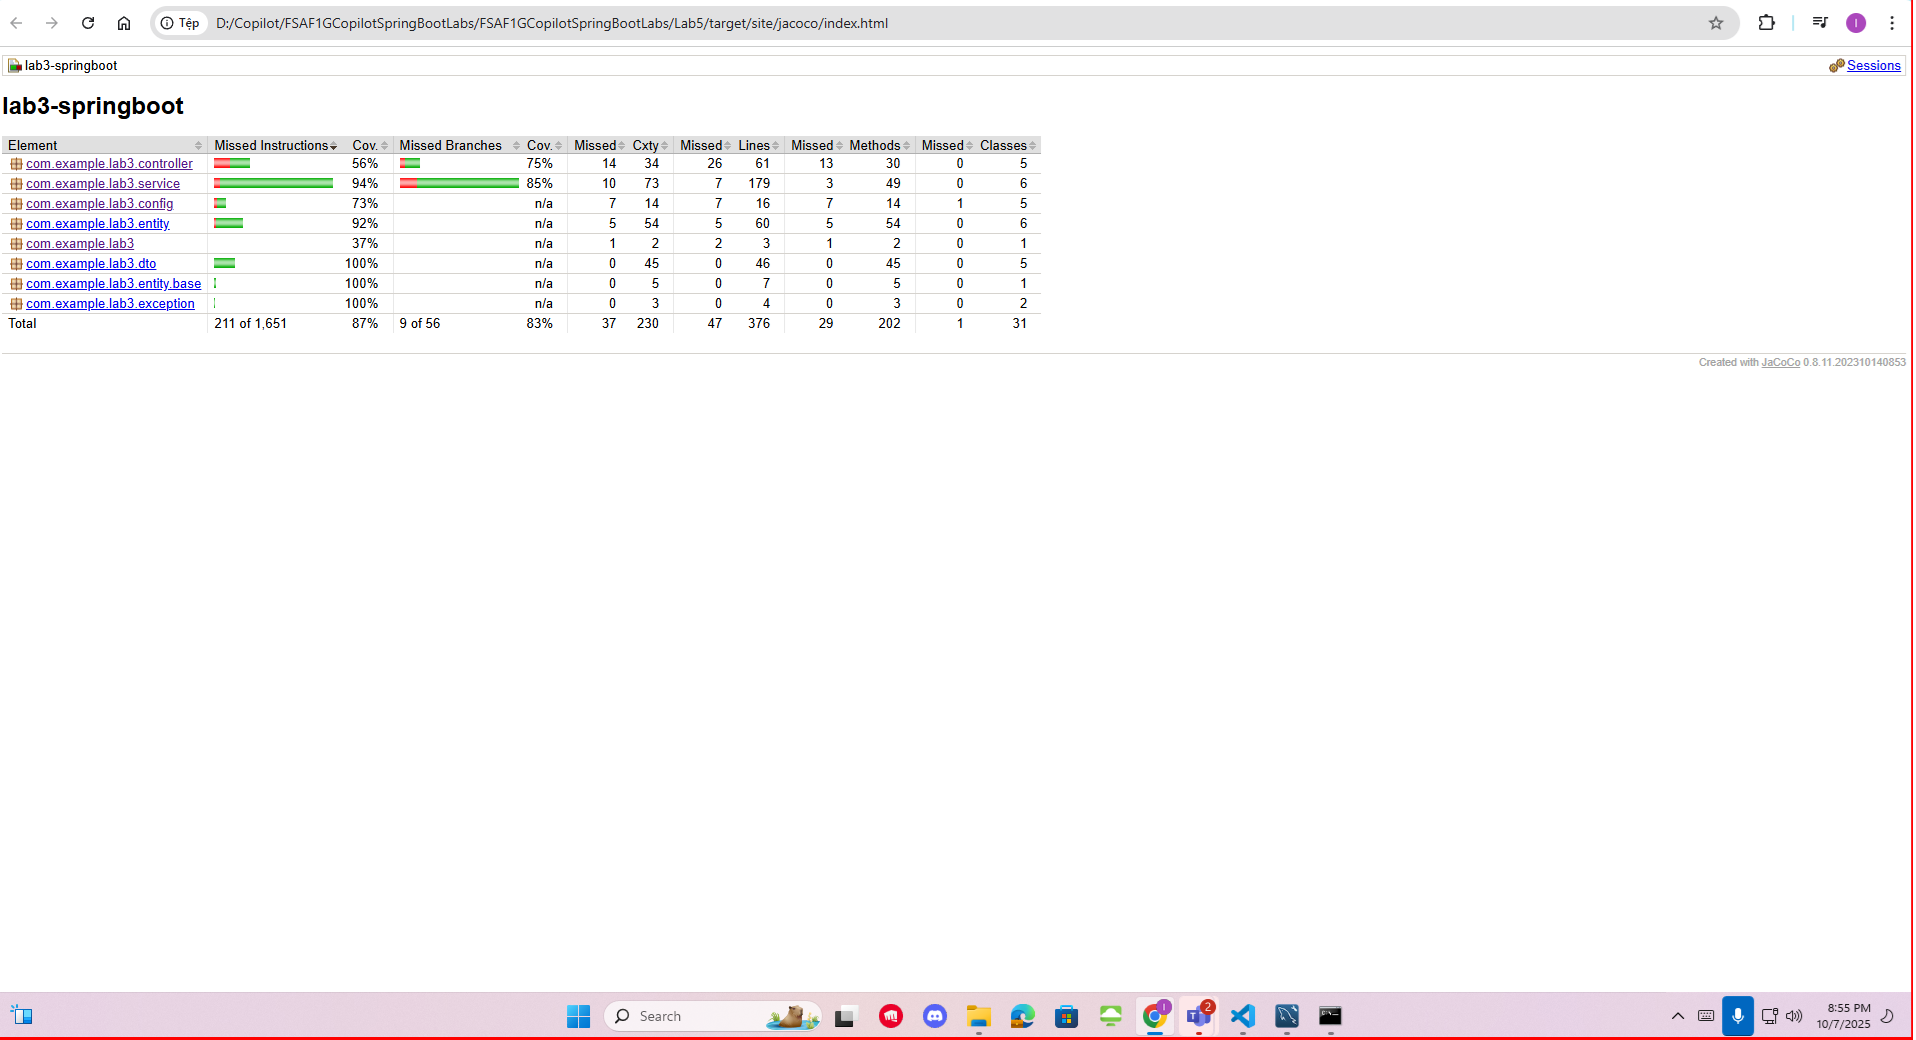 Tệp D:/Copilot/FSAF1GCopilotSpringBootLabs/FSAF1GCopilotSpringBootLabs/Lab5/target/site/jacoco/index.html I
lab3-springboot Sessions
lab3-springboot
Element Missed Instructions Cov. Missed Branches Cov. Missed Cxty Missed Lines Missed Methods Missed Classes
com.example.lab3.controller 56% 75% 14 34 26 61 13 30 0 5
com.example.lab3.service 94% 85% 10 73 7 179 3 49 0 6
com.example.lab3.config 73% n/a 7 14 7 16 7 14 1 5
com.example.lab3.entity 92% n/a 5 54 5 60 5 54 0 6
com.example.lab3 37% n/a 1 2 2 3 1 2 0 1
com.example.lab3.dto 100% n/a 0 45 0 46 0 45 0 5
com.example.lab3.entity.base 100% n/a 0 5 0 7 0 5 0 1
com.example.lab3.exception 100% n/a 0 3 0 4 0 3 0 2
Total 211 of 1,651 87% 9 of 56 83% 37 230 47 376 29 202 1 31
Created with JaCoCo 0.8.11.202310140853
Search I T 2 8:55 PM
10/7/2025